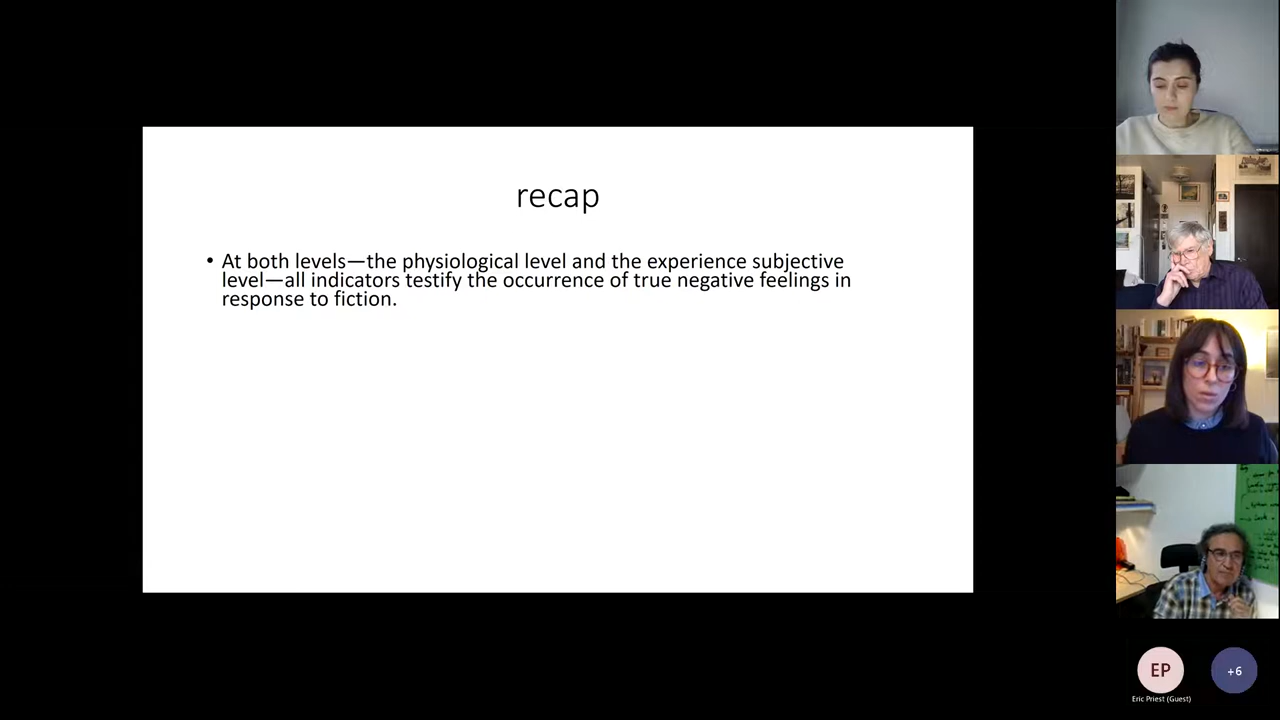 recap
• At both levels—the physiological level and the experience subjective
level—all indicators testify the occurrence of true negative feelings in
response to fiction.
EP
+6
Eric Priest (Guest)